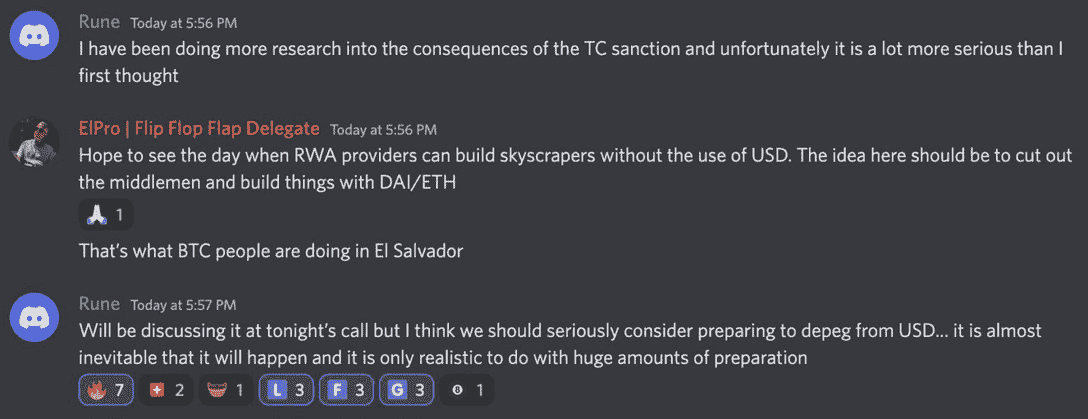 Rune Today at 5:56 PM
I have been doing more research into the consequences of the TC sanction and unfortunately it is a lot more serious than I
first thought
ElPro | Flip Flop Flap Delegate Today at 5:56 PM
Hope to see the day when RWA providers can build skyscrapers without the use of USD. The idea here should be to cut out
the middlemen and build things with DAI/ETH
1
That's what BTC people are doing in El Salvador
Rune Today at 5:57 PM
Will be discussing it at tonight's call but I think we should seriously consider preparing to depeg from USD... it is almost
inevitable that it will happen and it is only realistic to do with huge amounts of preparation
7 2 1 L 3 F 3 G 3 8 1